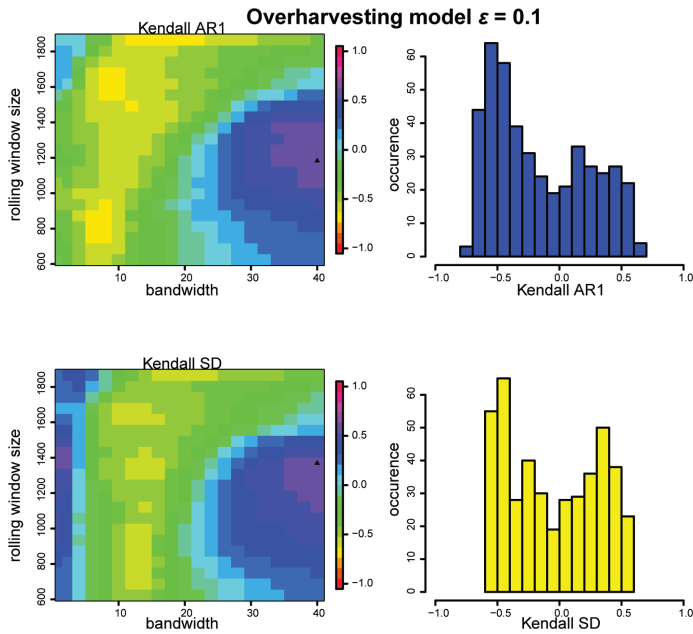 Overharvesting model ε = 0.1
Kendall AR1
rolling window size
600 800 1000 1200 1400 1600 1800
10 20 30 40
bandwidth
1.0
0.5
0.0
−0.5
−1.0
occurence
0 10 20 30 40 50 60
−1.0 −0.5 0.0 0.5 1.0
Kendall AR1
Kendall SD
rolling window size
600 800 1000 1200 1400 1600 1800
10 20 30 40
bandwidth
1.0
0.5
0.0
−0.5
−1.0
occurence
0 10 20 30 40 50 60
−1.0 −0.5 0.0 0.5 1.0
Kendall SD